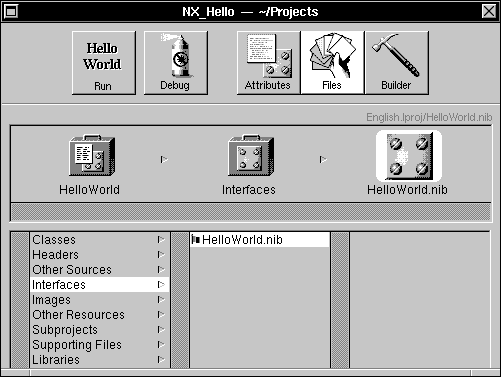 NX_Hello — ~/Projects
Hello
World
Run
Debug
Attributes
Files
Builder
English.lproj/HelloWorld.nib
HelloWorld
Interfaces
HelloWorld.nib
Classes
Headers
Other Sources
Interfaces
Images
Other Resources
Subprojects
Supporting Files
Libraries
HelloWorld.nib